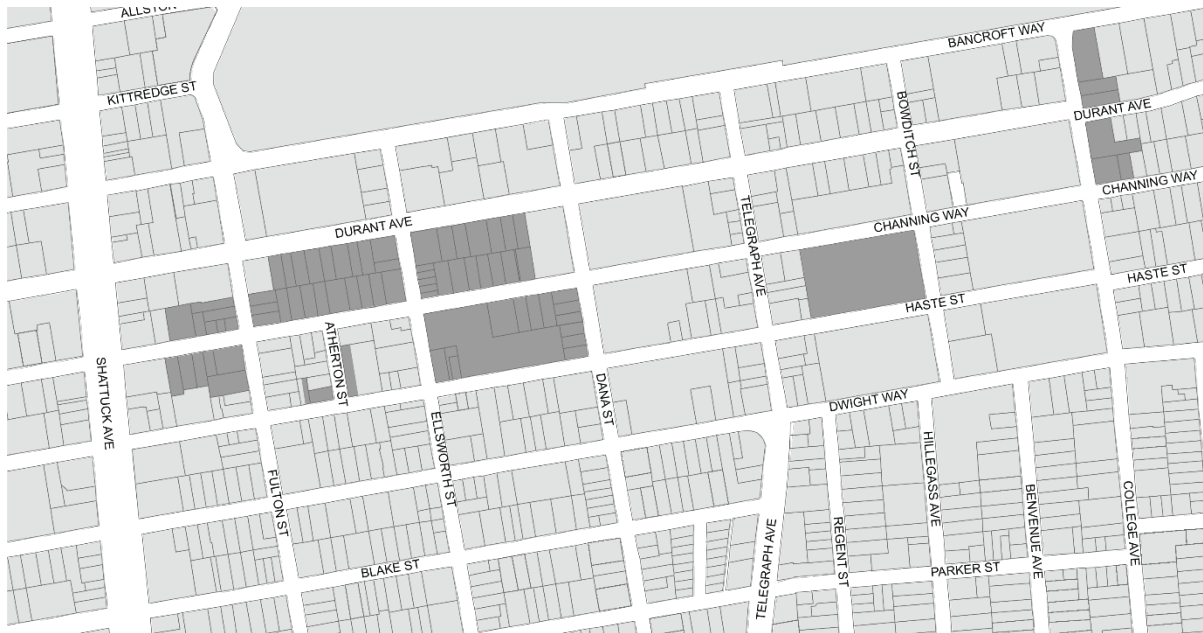 ALLSTON
BANCROFT WAY
KITTREDGE ST
BOWDITCH ST
DURANT AVE
CHANNING WAY
TELEGRAPH AVE
DURANT AVE
CHANNING WAY
HASTE ST
HASTE ST
ATHERTON ST
SHATTUCK AVE
DANA ST
DWIGHT WAY
ELLSWORTH ST
FULTON ST
HILLEGASS AVE
BENVENUE AVE
COLLEGE AVE
REGENT ST
TELEGRAPH AVE
BLAKE ST
PARKER ST